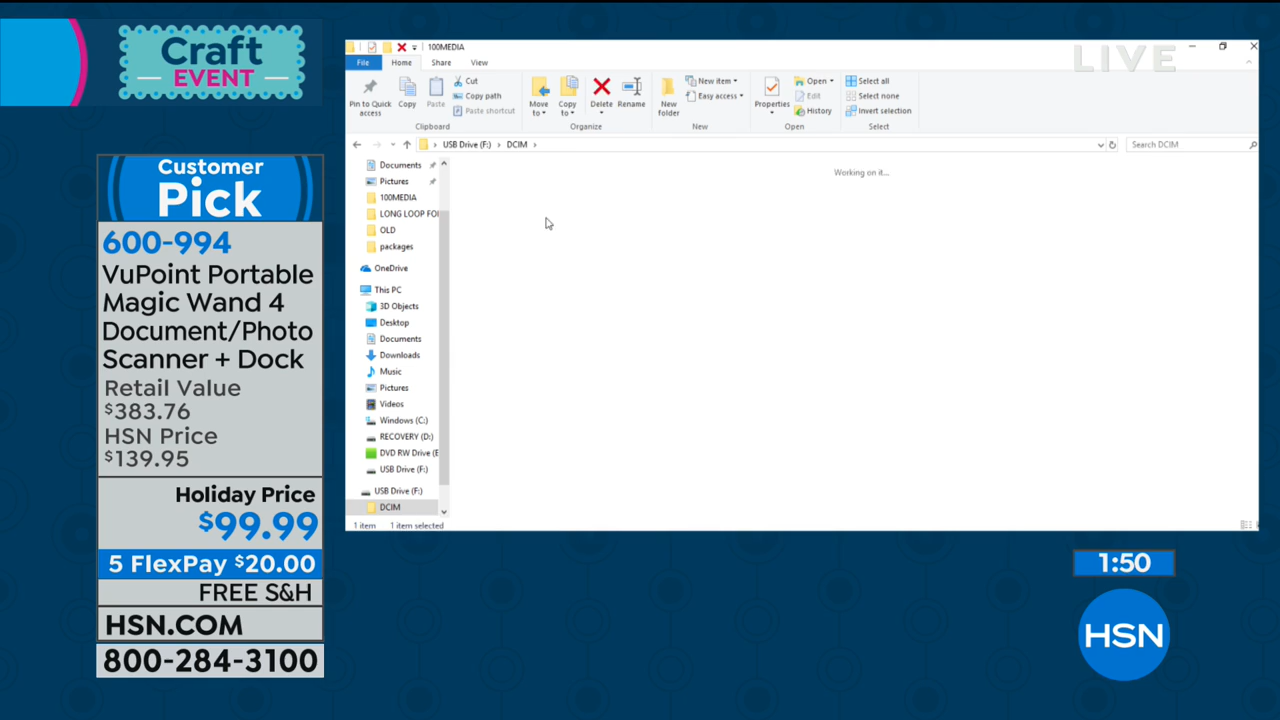 Craft
EVENT
Customer
Pick
600-994
VuPoint Portable
Magic Wand 4
Document/Photo
Scanner + Dock
Retail Value
$383.76
HSN Price
$139.95
Holiday Price
$99.99
5 FlexPay $20.00
FREE S&H
HSN.COM
800-284-3100
100MEDIA
LIVE
File Home Share View
Pin to Quick access
Copy
Paste
Cut
Copy path
Paste shortcut
Clipboard
Move to
Copy to
Delete
Rename
Organize
New folder
New item
Easy access
New
Properties
Open
Edit
History
Open
Select all
Select none
Invert selection
Select
USB Drive (F:) › DCIM ›
Search DCIM
Working on it...
Documents
Pictures
100MEDIA
LONG LOOP FO
OLD
packages
OneDrive
This PC
3D Objects
Desktop
Documents
Downloads
Music
Pictures
Videos
Windows (C:)
RECOVERY (D:)
DVD RW Drive (E
USB Drive (F:)
USB Drive (F:)
DCIM
1 item 1 item selected
1:50
HSN